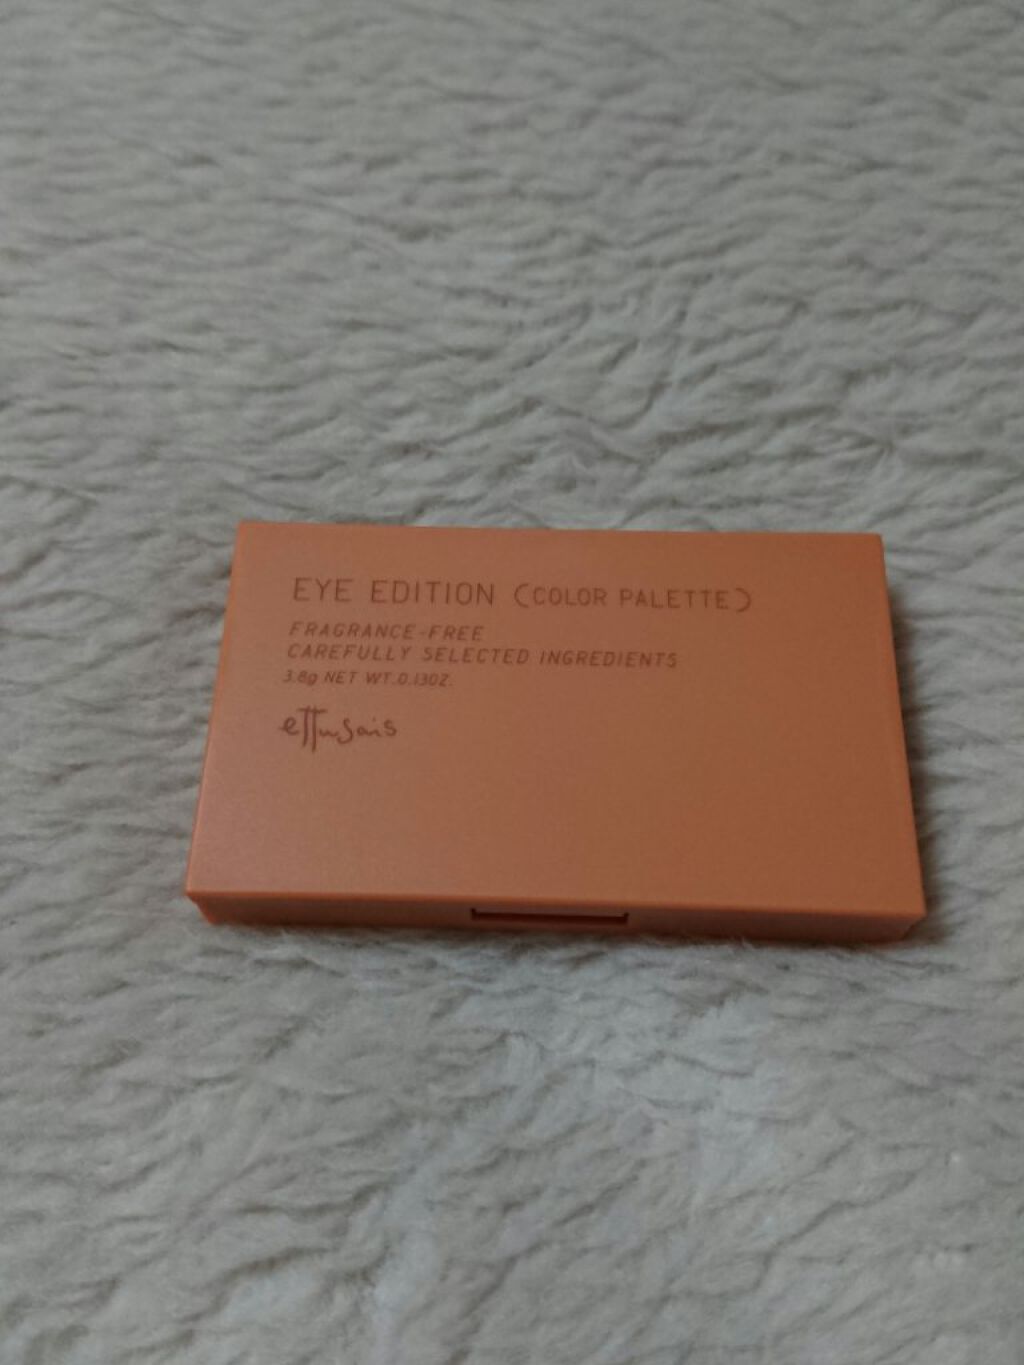 EYE EDITION (COLOR PALETTE)
FRAGRANCE-FREE
CAREFULLY SELECTED INGREDIENTS
3.8g NET WT.0.13OZ.
ettusais